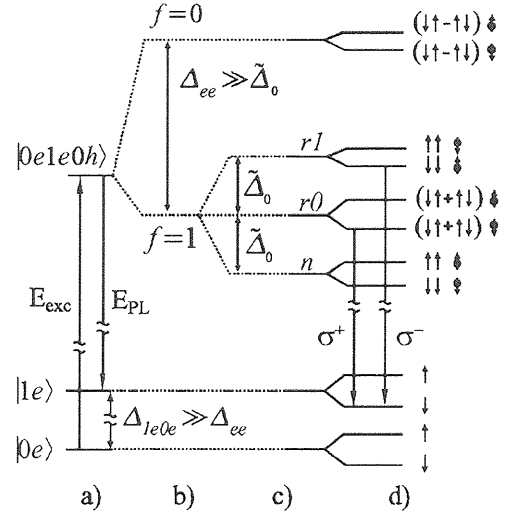 f=0
(↓↑-↑↓)
(↓↑-↑↓)
Δee ≫ Δ̃0
|0e1e0h⟩
r1
↑↑
↓↓
Δ̃0
r0
(↓↑+↑↓)
(↓↑+↑↓)
f=1
Δ̃0
n
↑↑
↓↓
Eexc
EPL
σ+
σ−
|1e⟩
↑
Δ1e0e ≫ Δee
↓
|0e⟩
↑
↓
a) b) c) d)